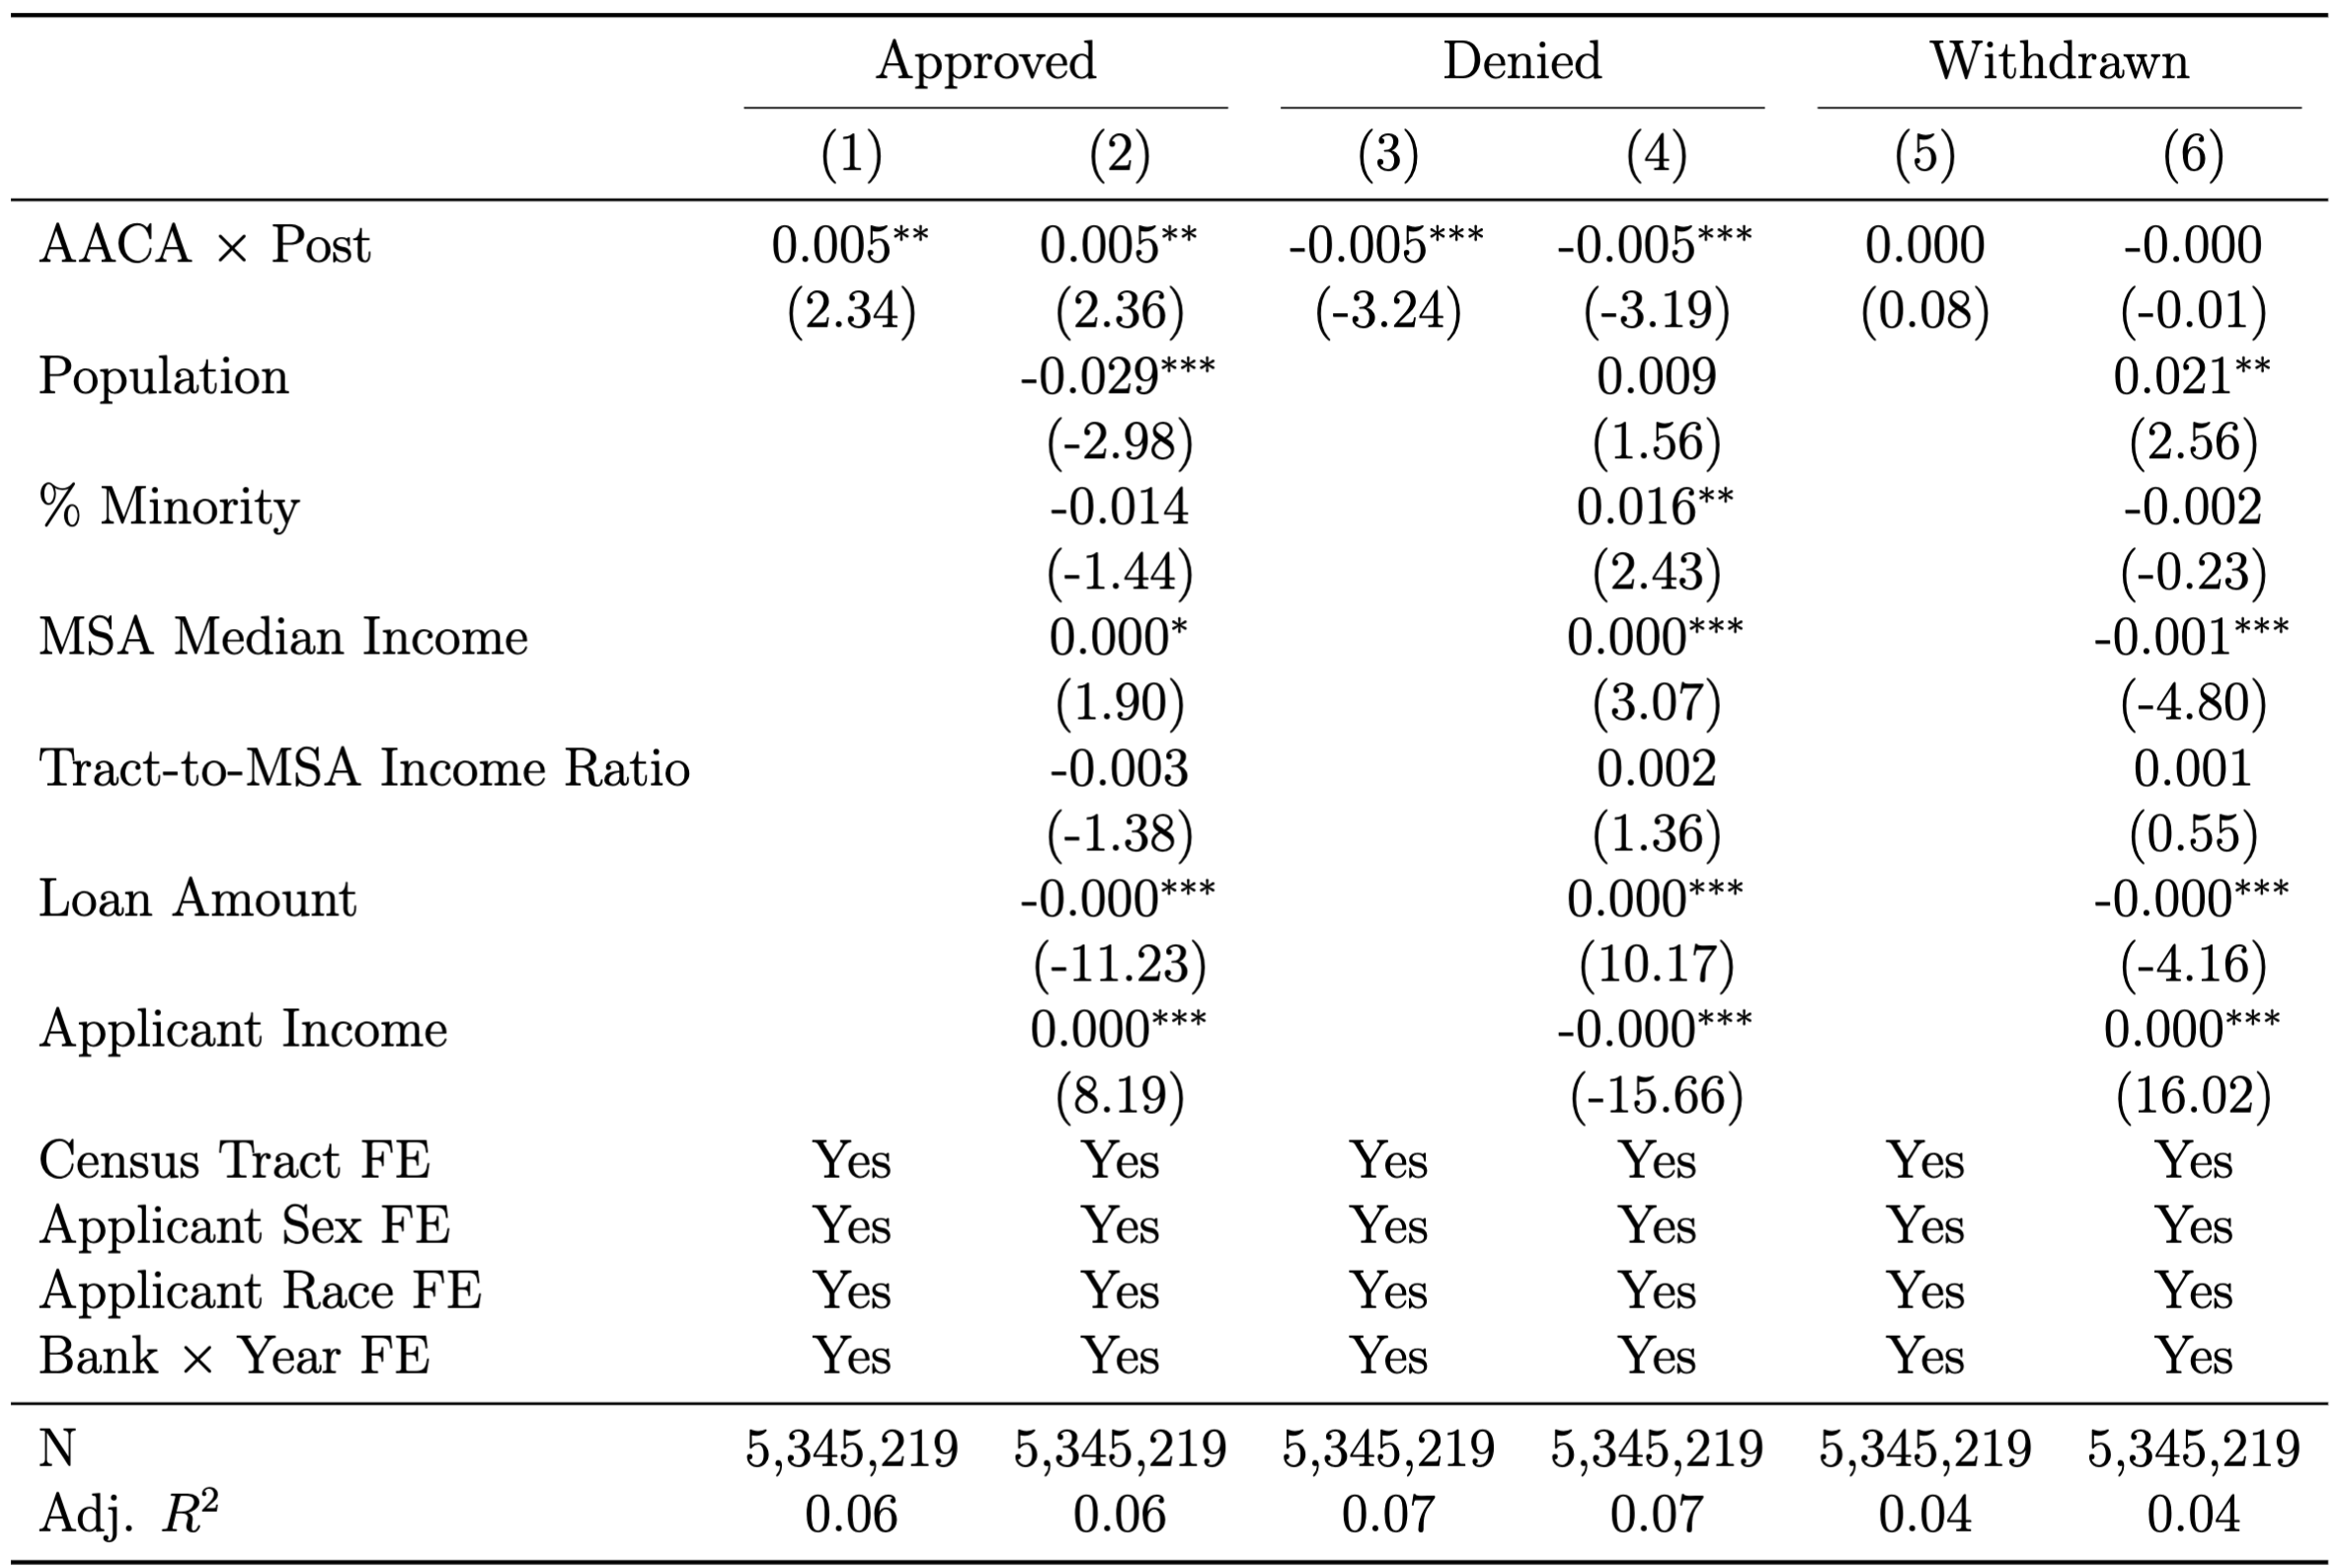 Approved Denied Withdrawn
(1) (2) (3) (4) (5) (6)
AACA × Post 0.005** 0.005** -0.005*** -0.005*** 0.000 -0.000
(2.34) (2.36) (-3.24) (-3.19) (0.08) (-0.01)
Population -0.029*** 0.009 0.021**
(-2.98) (1.56) (2.56)
% Minority -0.014 0.016** -0.002
(-1.44) (2.43) (-0.23)
MSA Median Income 0.000* 0.000*** -0.001***
(1.90) (3.07) (-4.80)
Tract-to-MSA Income Ratio -0.003 0.002 0.001
(-1.38) (1.36) (0.55)
Loan Amount -0.000*** 0.000*** -0.000***
(-11.23) (10.17) (-4.16)
Applicant Income 0.000*** -0.000*** 0.000***
(8.19) (-15.66) (16.02)
Census Tract FE Yes Yes Yes Yes Yes Yes
Applicant Sex FE Yes Yes Yes Yes Yes Yes
Applicant Race FE Yes Yes Yes Yes Yes Yes
Bank × Year FE Yes Yes Yes Yes Yes Yes
N 5,345,219 5,345,219 5,345,219 5,345,219 5,345,219 5,345,219
Adj. R² 0.06 0.06 0.07 0.07 0.04 0.04